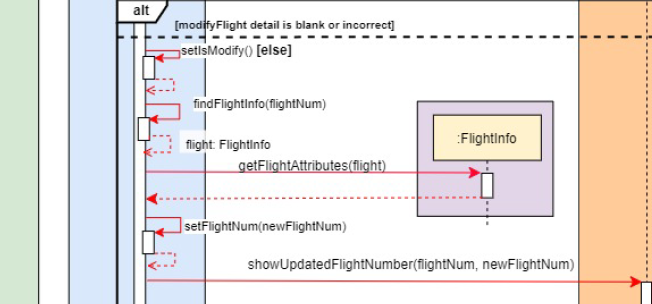 alt
[modifyFlight detail is blank or incorrect]
setIsModify() [else]
findFlightInfo(flightNum)
:FlightInfo
flight: FlightInfo
getFlightAttributes(flight)
setFlightNum(newFlightNum)
showUpdatedFlightNumber(flightNum, newFlightNum)